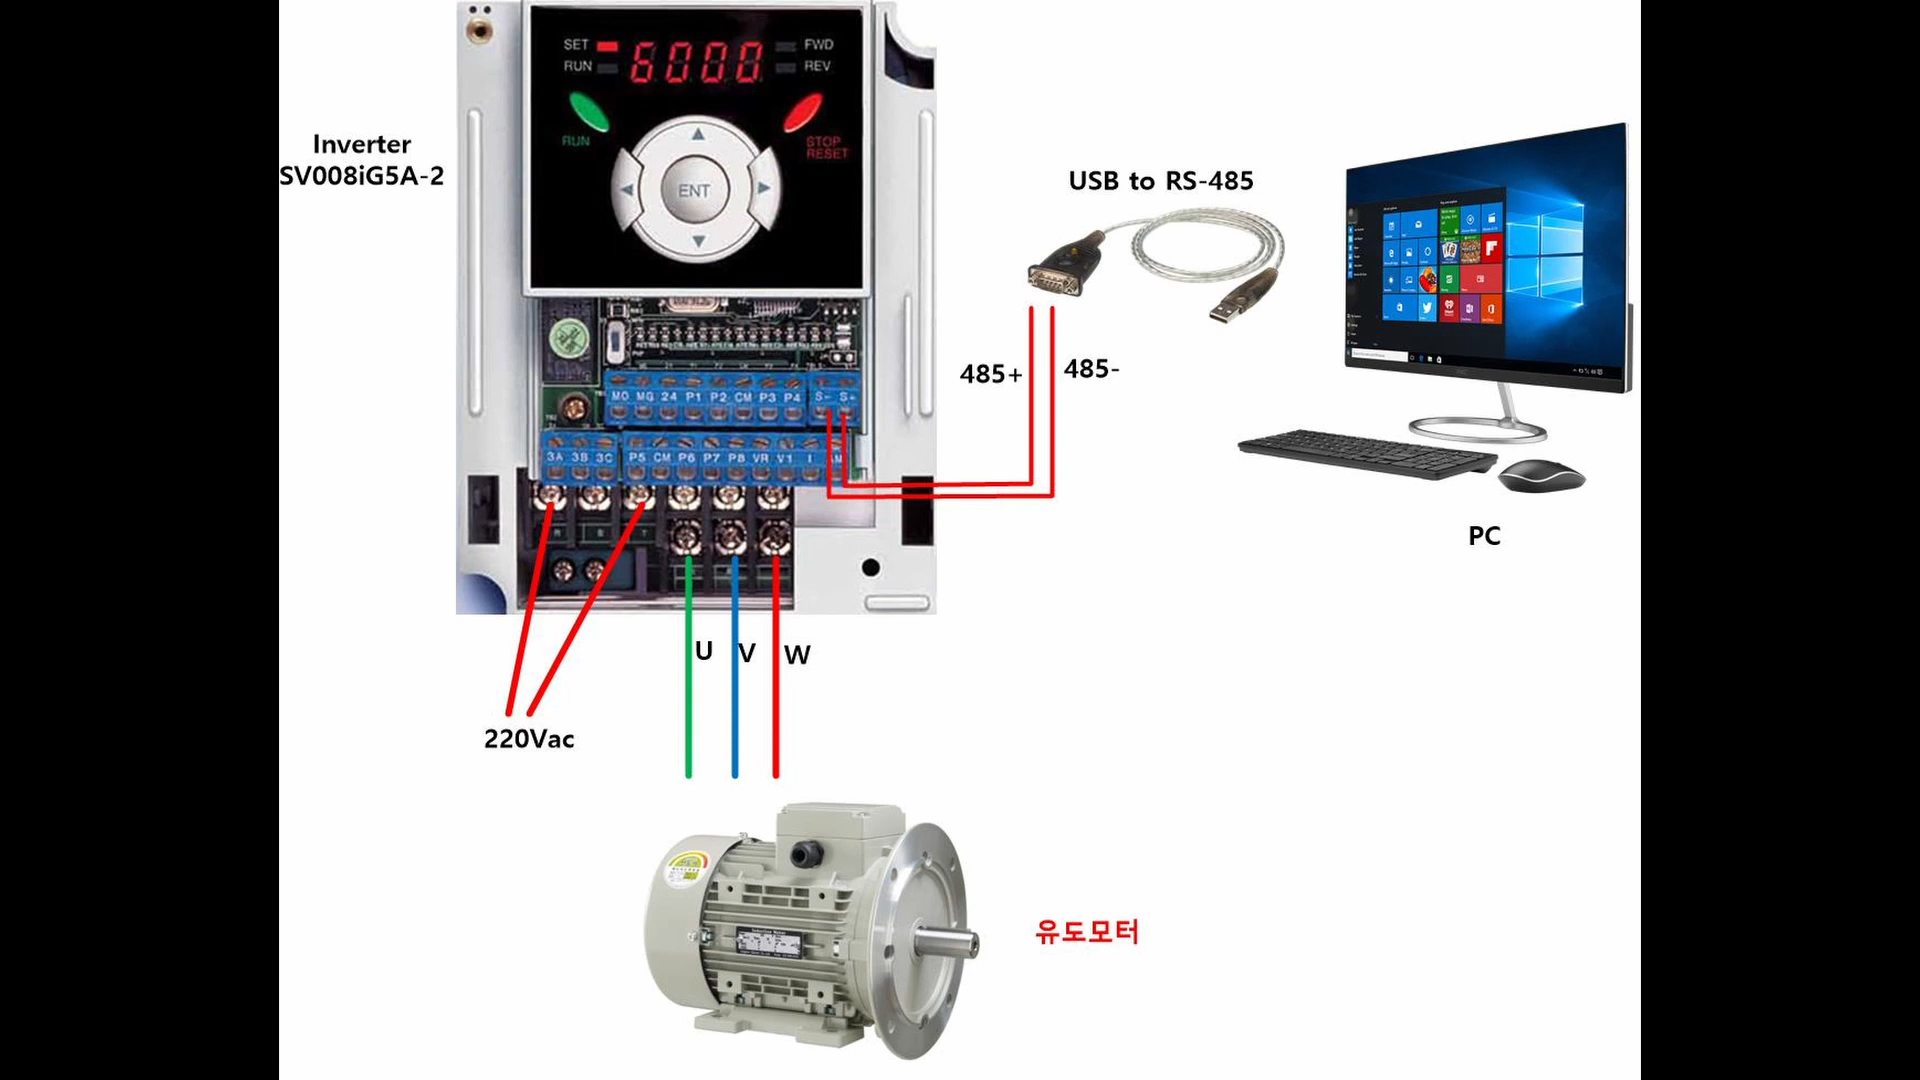 SET
6000
FWD
RUN
REV
RUN
STOP
RESET
ENT
Inverter
SV008iG5A-2
USB to RS-485
485+
485-
MO MG 24 P1 P2 CM P3 P4 S- S+
3A 3B 3C P5 CM P6 P7 P8 VR V1 I AM
R S T
PC
U
V
W
220Vac
유도모터